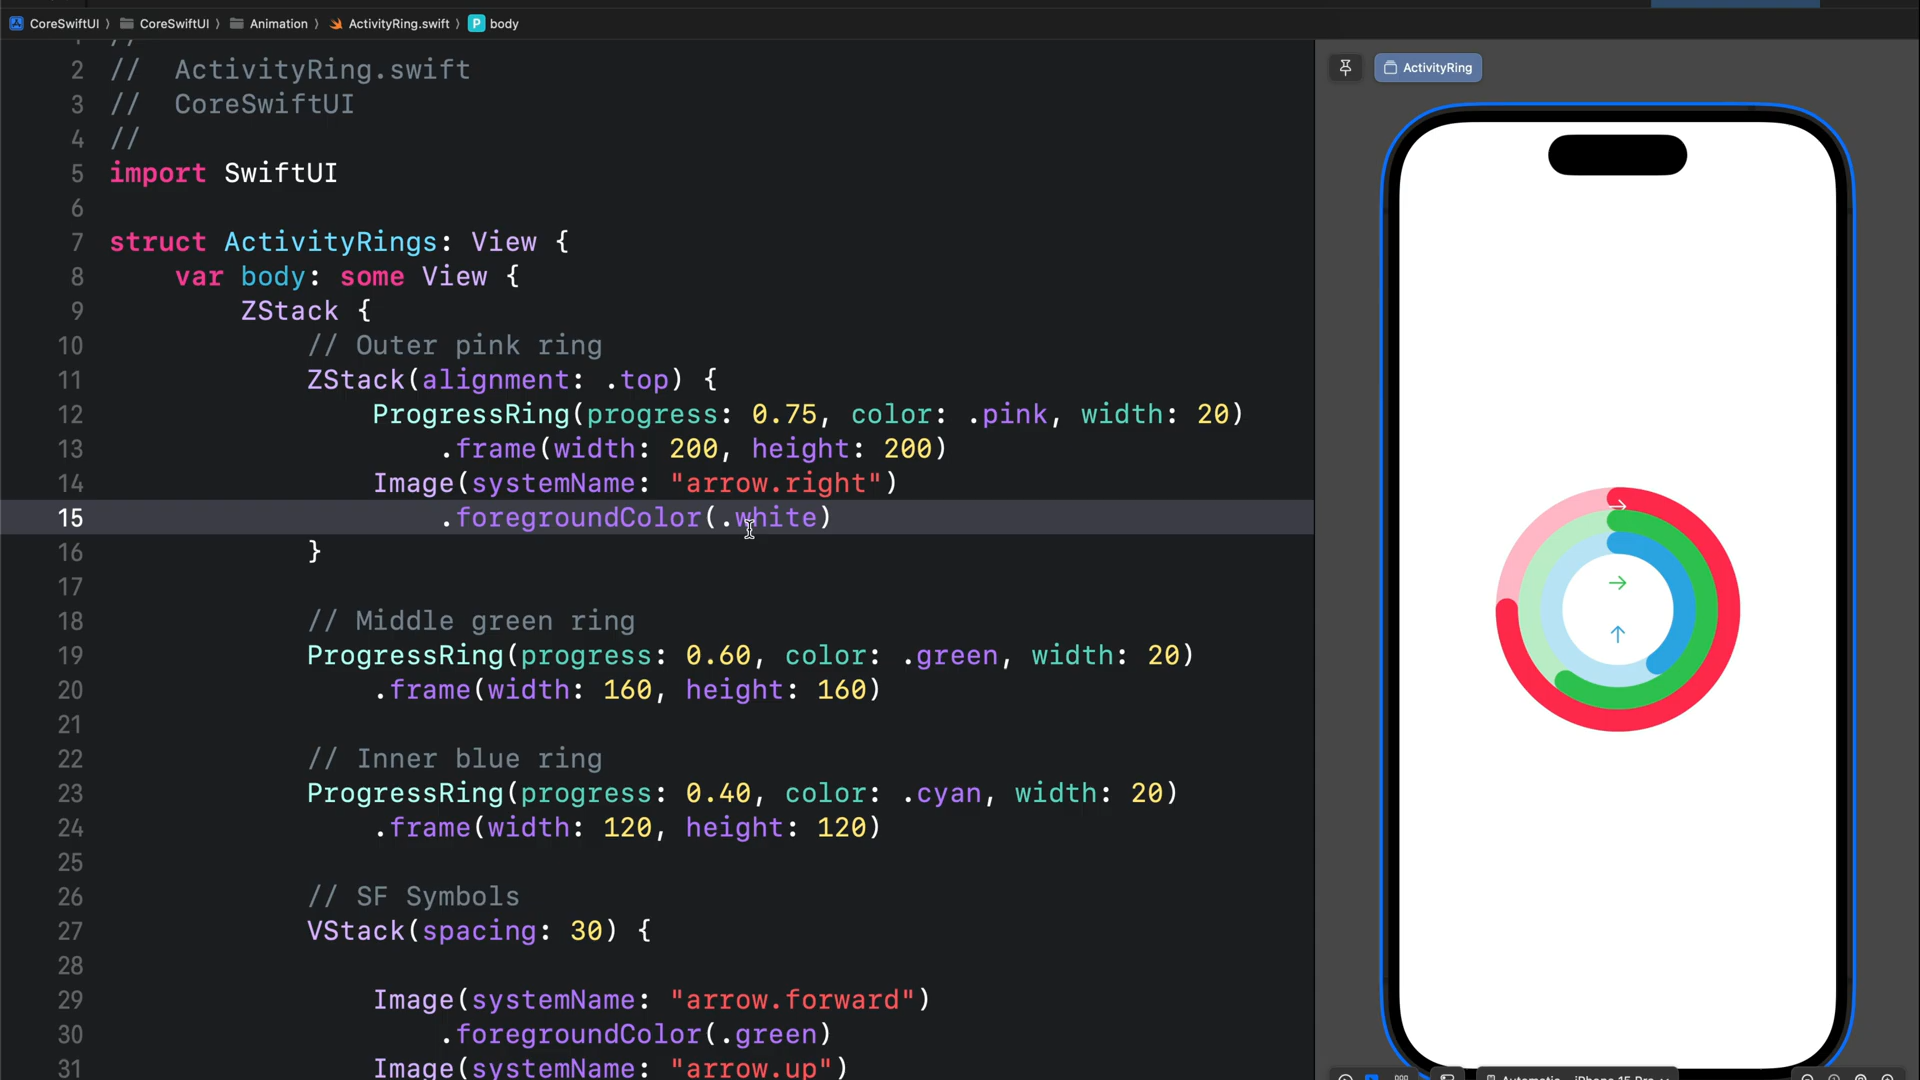 CoreSwiftUI 〉 CoreSwiftUI 〉 Animation 〉 ActivityRing.swift 〉 P body
2 //  ActivityRing.swift
3 //  CoreSwiftUI
4 //
5 import SwiftUI
6
7 struct ActivityRings: View {
8     var body: some View {
9         ZStack {
10             // Outer pink ring
11             ZStack(alignment: .top) {
12                 ProgressRing(progress: 0.75, color: .pink, width: 20)
13                     .frame(width: 200, height: 200)
14                 Image(systemName: "arrow.right")
15                     .foregroundColor(.white)
16             }
17
18             // Middle green ring
19             ProgressRing(progress: 0.60, color: .green, width: 20)
20                 .frame(width: 160, height: 160)
21
22             // Inner blue ring
23             ProgressRing(progress: 0.40, color: .cyan, width: 20)
24                 .frame(width: 120, height: 120)
25
26             // SF Symbols
27             VStack(spacing: 30) {
28
29                 Image(systemName: "arrow.forward")
30                     .foregroundColor(.green)
31                 Image(systemName: "arrow.up")
ActivityRing